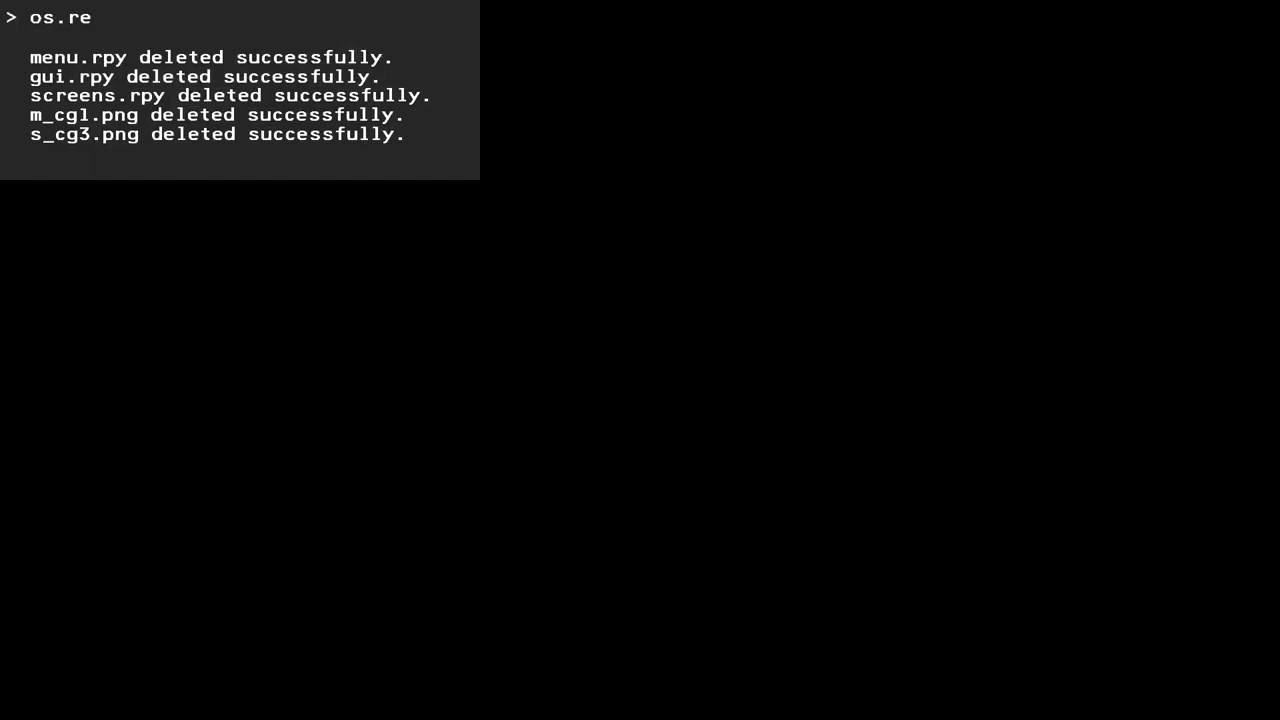 > os.re
menu.rpy deleted successfully.
gui.rpy deleted successfully.
screens.rpy deleted successfully.
m_cg1.png deleted successfully.
s_cg3.png deleted successfully.